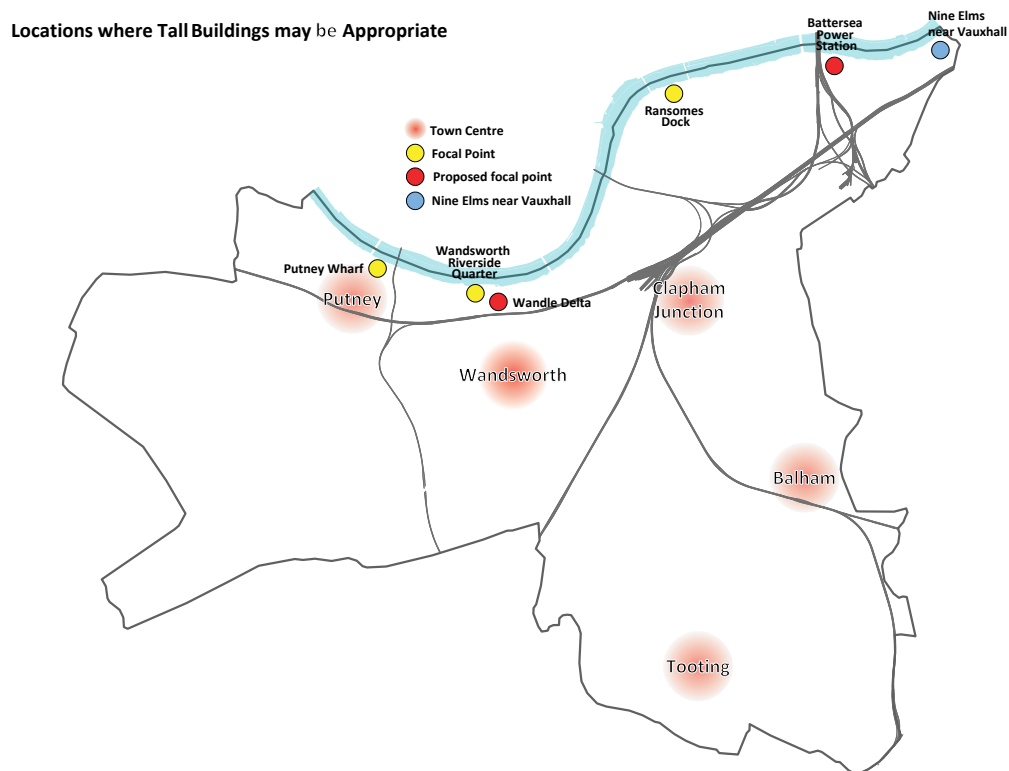 Locations where Tall Buildings may be Appropriate
Nine Elms
near Vauxhall
Battersea
Power
Station
Ransomes
Dock
Town Centre
Focal Point
Proposed focal point
Nine Elms near Vauxhall
Wandsworth
Riverside
Quarter
Putney Wharf
Putney
Wandle Delta
Clapham
Junction
Wandsworth
Balham
Tooting